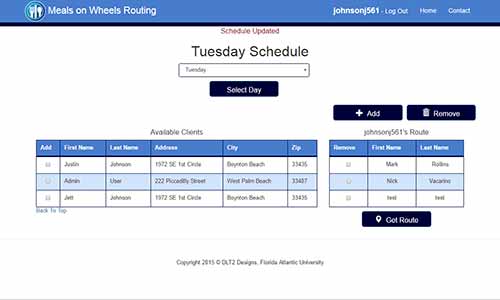 Meals on Wheels Routing
johnsonj561 - Log Out Home Contact
Schedule Updated
Tuesday Schedule
Tuesday
Select Day
Add Remove
Available Clients
Add First Name Last Name Address City Zip
Justin Johnson 1972 SE 1st Circle Boynton Beach 33435
Admin User 222 Piccadilly Street West Palm Beach 33487
Jett Johnson 1972 SE 1st Circle Boynton Beach 33435
Back To Top
johnsonj561's Route
Remove First Name Last Name
Mark Rollins
Nick Vacarino
test test
Get Route
Copyright 2015 © DLT2 Designs, Florida Atlantic University